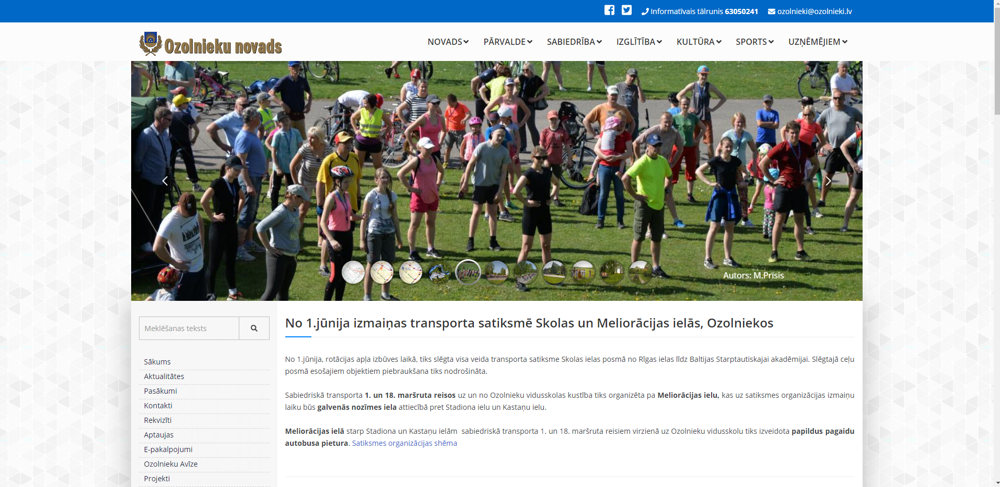 Informatīvais tālrunis 63050241 ozolnieki@ozolnieki.lv
Ozolnieku novads
NOVADS PĀRVALDE SABIEDRĪBA IZGLĪTĪBA KULTŪRA SPORTS UZŅĒMĒJIEM
Autors: M.Prīsis
Meklēšanas teksts
Sākums
Aktualitātes
Pasākumi
Kontakti
Rekvizīti
Aptaujas
E-pakalpojumi
Ozolnieku Avīze
Projekti
No 1.jūnija izmaiņas transporta satiksmē Skolas un Meliorācijas ielās, Ozolniekos
No 1.jūnija, rotācijas apļa izbūves laikā, tiks slēgta visa veida transporta satiksme Skolas ielas posmā no Rīgas ielas līdz Baltijas Starptautiskajai akadēmijai. Slēgtajā ceļu
posmā esošajiem objektiem piebraukšana tiks nodrošināta.
Sabiedriskā transporta 1. un 18. maršruta reisos uz un no Ozolnieku vidusskolas kustība tiks organizēta pa Meliorācijas ielu, kas uz satiksmes organizācijas izmaiņu
laiku būs galvenās nozīmes iela attiecībā pret Stadiona ielu un Kastaņu ielu.
Meliorācijas ielā starp Stadiona un Kastaņu ielām sabiedriskā transporta 1. un 18. maršruta reisiem virzienā uz Ozolnieku vidusskolu tiks izveidota papildus pagaidu
autobusa pietura. Satiksmes organizācijas shēma